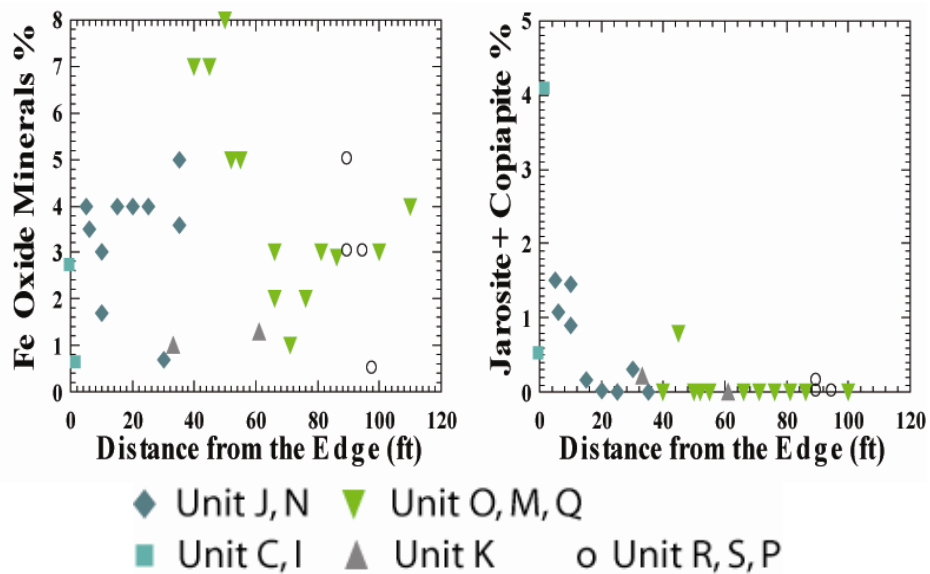 Fe Oxide Minerals %
8
7
6
5
4
3
2
1
0
0 20 40 60 80 100 120
Distance from the Edge (ft)
Jarosite + Copiapite %
5
4
3
2
1
0
0 20 40 60 80 100 120
Distance from the Edge (ft)
Unit J, N Unit O, M, Q
Unit C, I Unit K Unit R, S, P